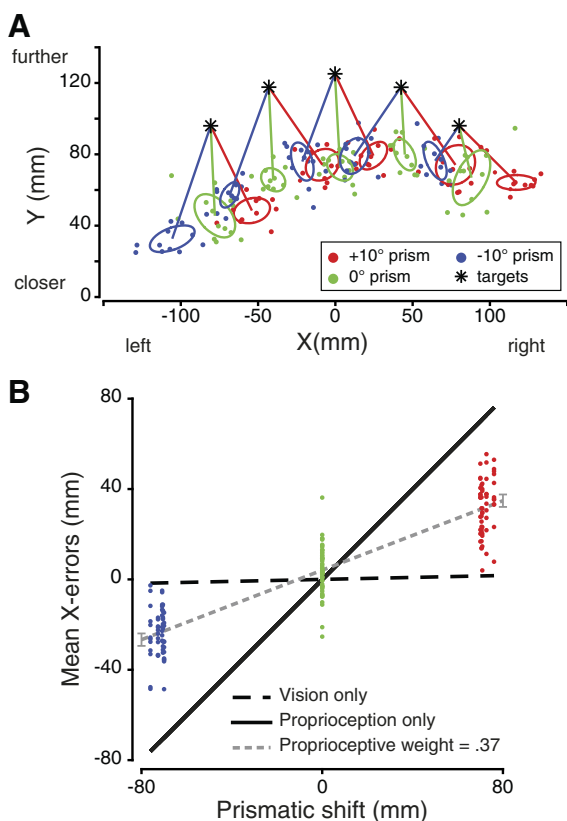 A
further
Y (mm)
120
80
40
0
closer
+10° prism
-10° prism
0° prism
targets
-100
-50
0
50
100
left
X(mm)
right
B
Mean X-errors (mm)
80
40
0
-40
-80
Vision only
Proprioception only
Proprioceptive weight = .37
-80
0
80
Prismatic shift (mm)